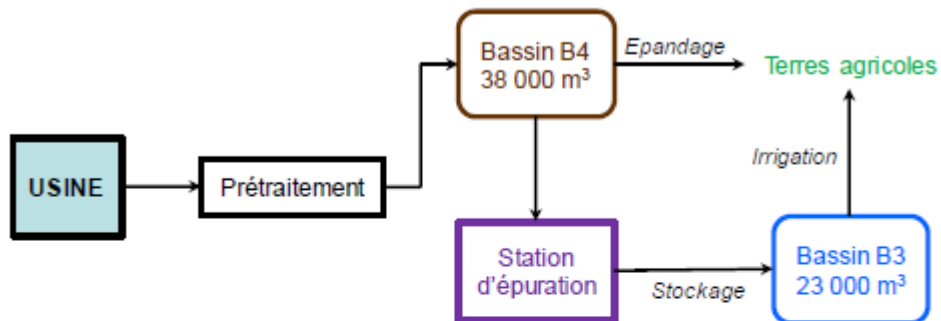 USINE
Prétraitement
Bassin B4
38 000 m³
Epandage
Terres agricoles
Irrigation
Station
d'épuration
Stockage
Bassin B3
23 000 m³